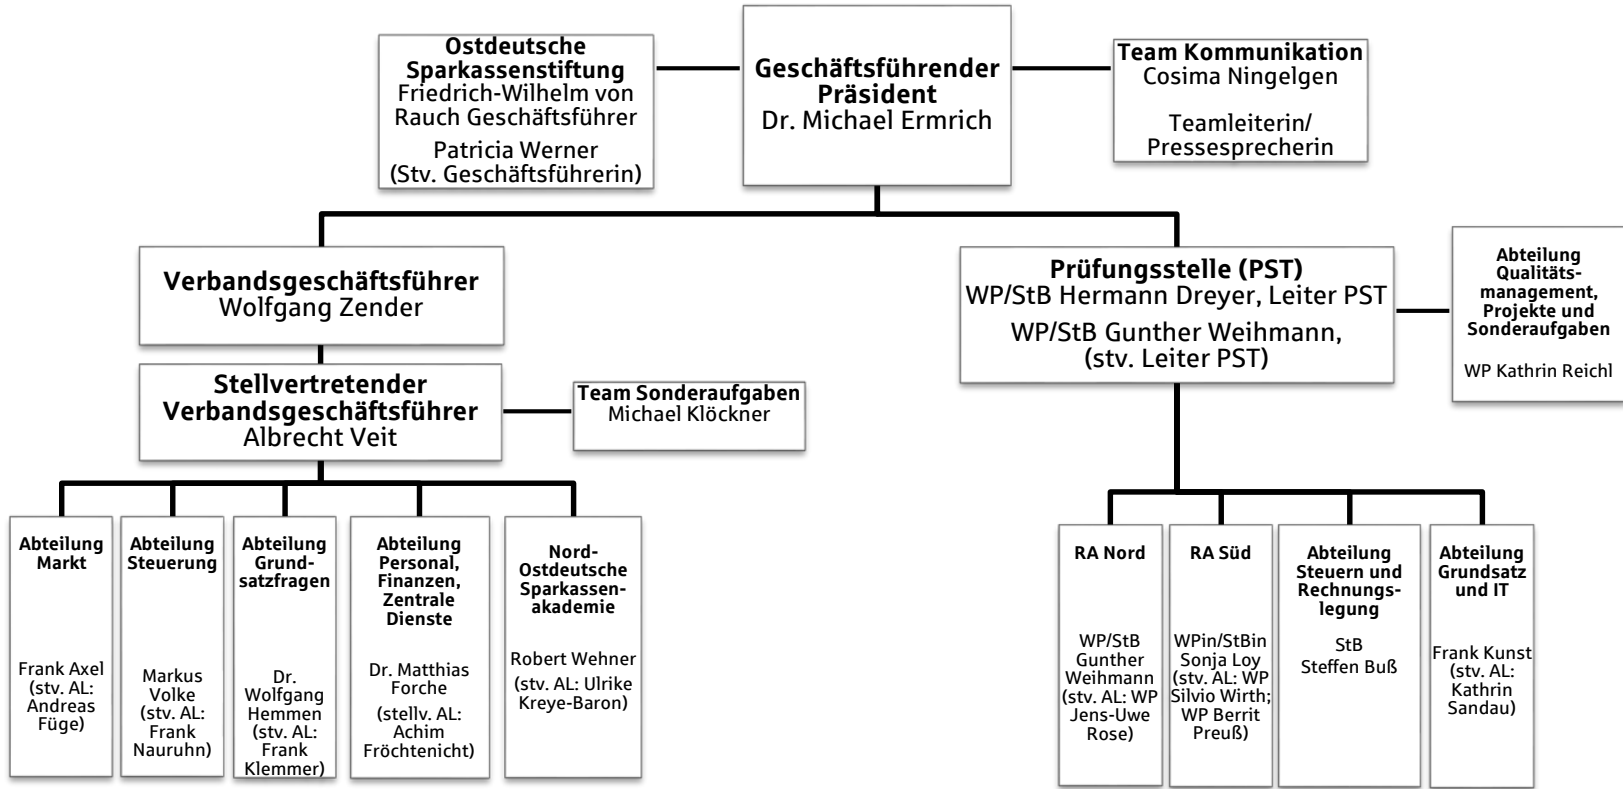 Ostdeutsche
Sparkassenstiftung
Friedrich-Wilhelm von
Rauch Geschäftsführer
Patricia Werner
(Stv. Geschäftsführerin)
Geschäftsführender
Präsident
Dr. Michael Ermrich
Team Kommunikation
Cosima Ningelgen
Teamleiterin/
Pressesprecherin
Verbandsgeschäftsführer
Wolfgang Zender
Prüfungsstelle (PST)
WP/StB Hermann Dreyer, Leiter PST
WP/StB Gunther Weihmann,
(stv. Leiter PST)
Abteilung
Qualitäts-
management,
Projekte und
Sonderaufgaben
WP Kathrin Reichl
Stellvertretender
Verbandsgeschäftsführer
Albrecht Veit
Team Sonderaufgaben
Michael Klöckner
Abteilung
Markt
Frank Axel
(stv. AL:
Andreas
Füge)
Abteilung
Steuerung
Markus
Volke
(stv. AL:
Frank
Nauruhn)
Abteilung
Grund-
satzfragen
Dr.
Wolfgang
Hemmen
(stv. AL:
Frank
Klemmer)
Abteilung
Personal,
Finanzen,
Zentrale
Dienste
Dr. Matthias
Forche
(stellv. AL:
Achim
Fröchtenicht)
Nord-
Ostdeutsche
Sparkassen-
akademie
Robert Wehner
(stv. AL: Ulrike
Kreye-Baron)
RA Nord
WP/StB
Gunther
Weihmann
(stv. AL: WP
Jens-Uwe
Rose)
RA Süd
WPin/StBin
Sonja Loy
(stv. AL: WP
Silvio Wirth;
WP Berrit
Preuß)
Abteilung
Steuern und
Rechnungs-
legung
StB
Steffen Buß
Abteilung
Grundsatz
und IT
Frank Kunst
(stv. AL:
Kathrin
Sandau)